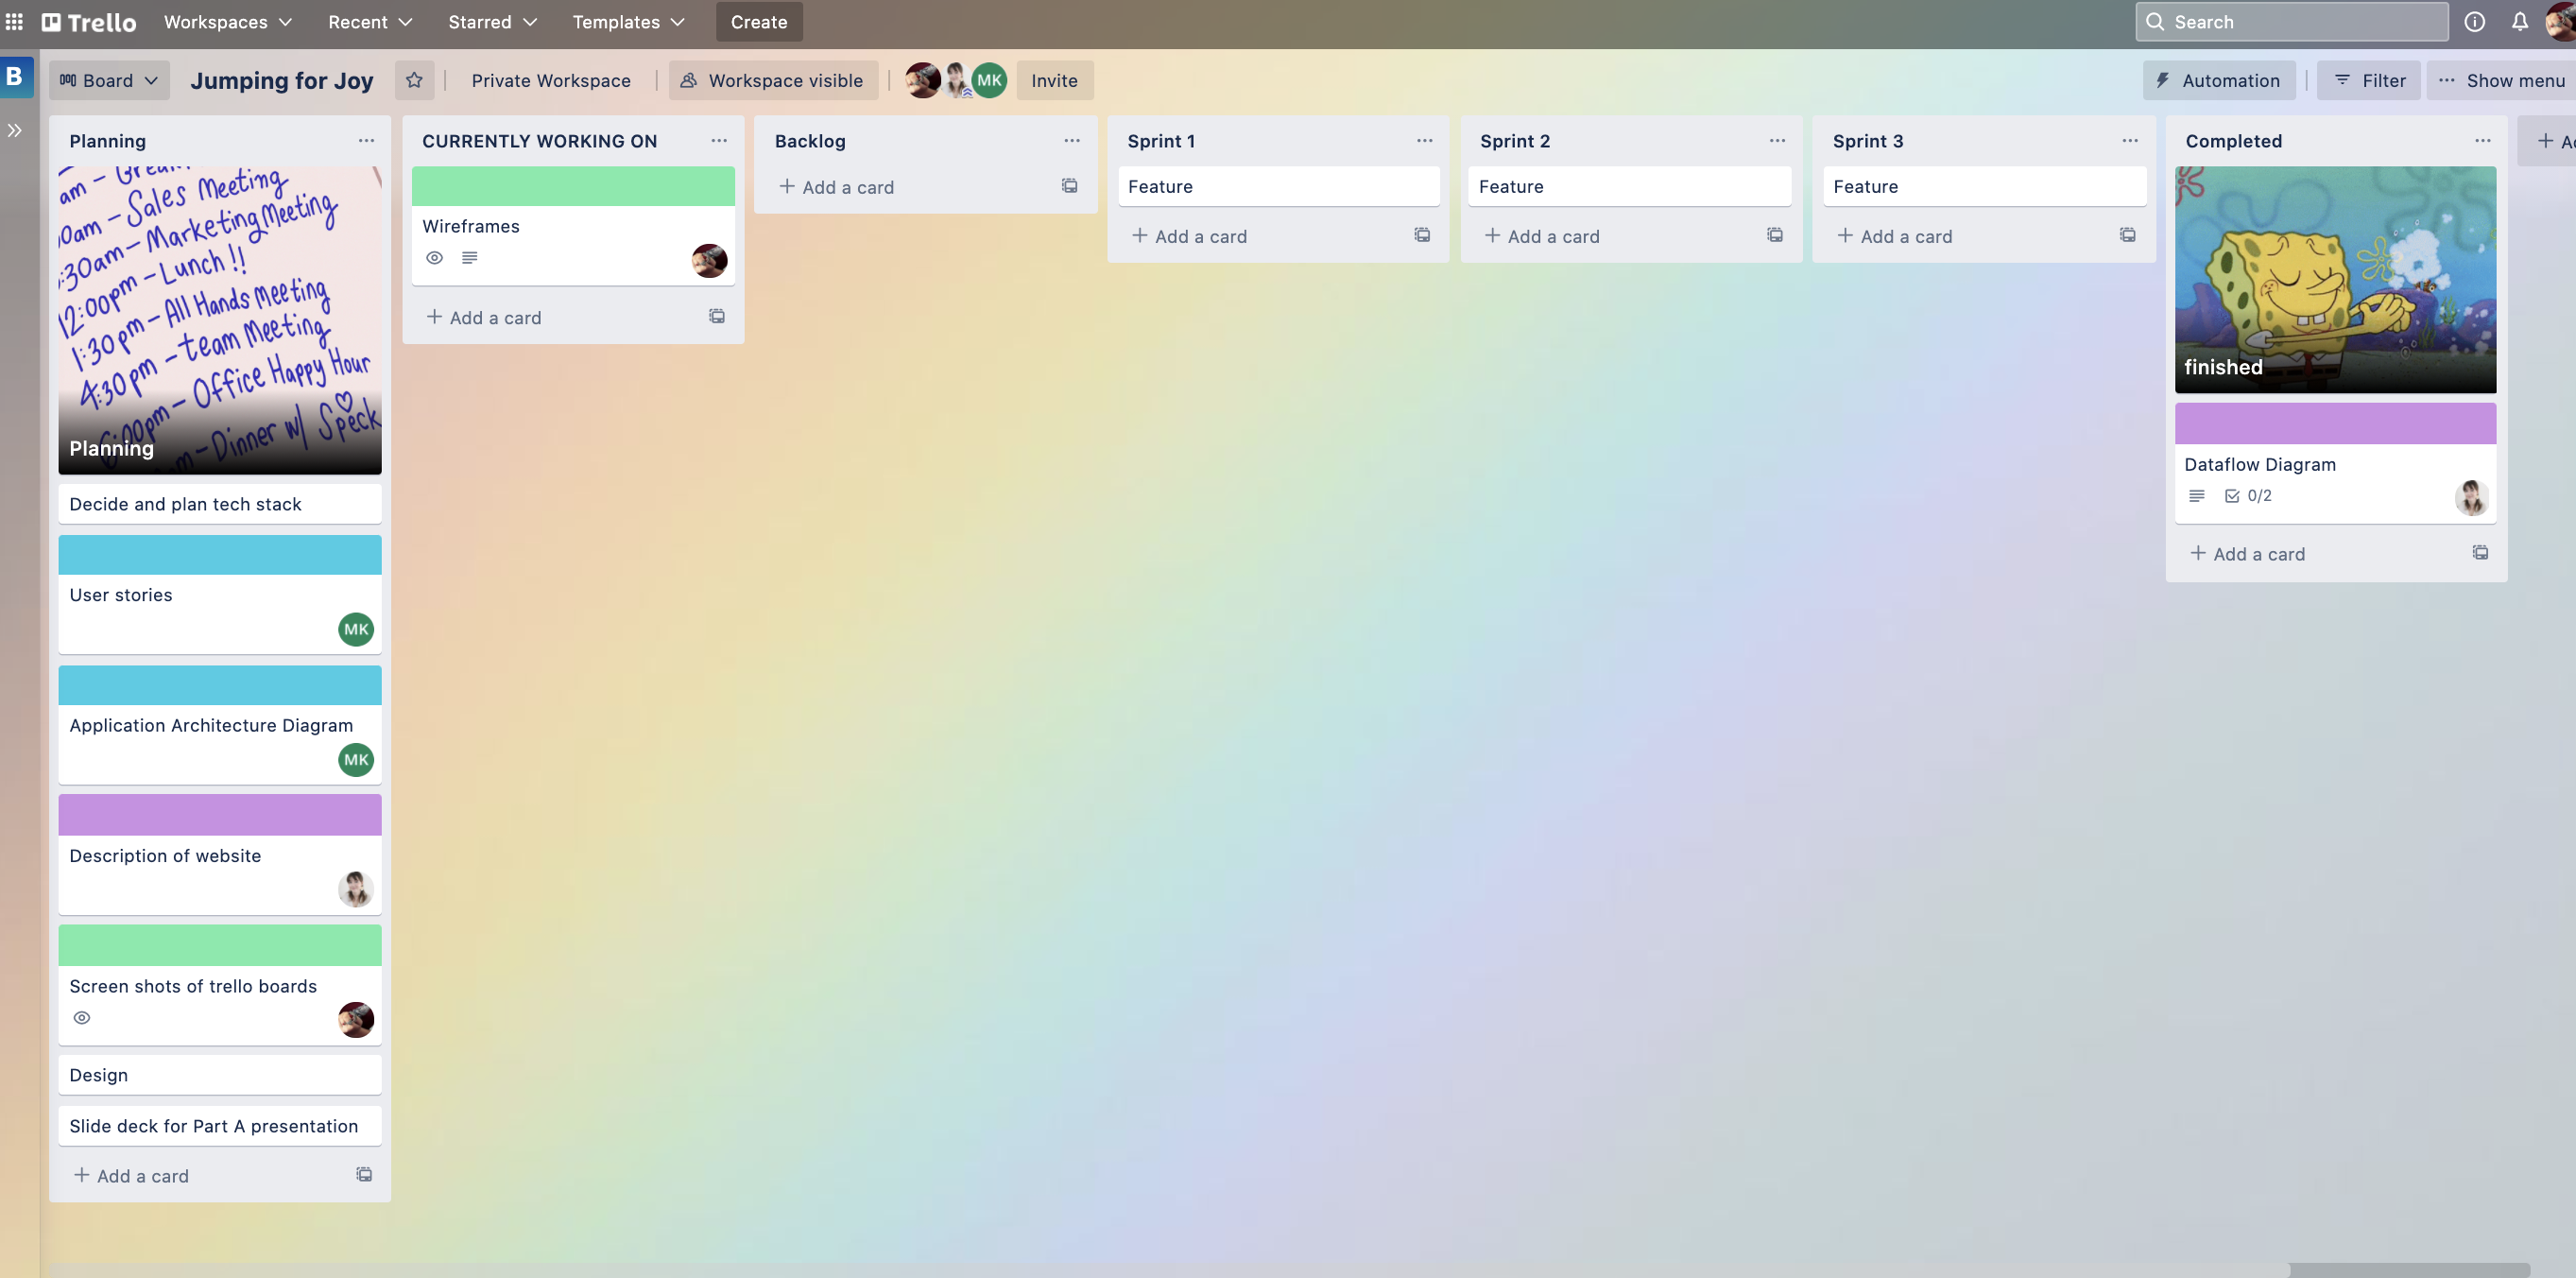 Trello Workspaces Recent Starred Templates Create Search
B Board Jumping for Joy Private Workspace Workspace visible MK Invite Automation Filter Show menu
Planning
am - Break
0am - Sales Meeting
:30am - Marketing Meeting
12:00pm - Lunch !!
1:30pm - All Hands Meeting
4:30pm - team Meeting
6:00pm - Office Happy Hour
pm - Dinner w/ Speck
Planning
Decide and plan tech stack
User stories
MK
Application Architecture Diagram
MK
Description of website
Screen shots of trello boards
Design
Slide deck for Part A presentation
+ Add a card
CURRENTLY WORKING ON
Wireframes
+ Add a card
Backlog
+ Add a card
Sprint 1
Feature
+ Add a card
Sprint 2
Feature
+ Add a card
Sprint 3
Feature
+ Add a card
Completed
finished
Dataflow Diagram
0/2
+ Add a card